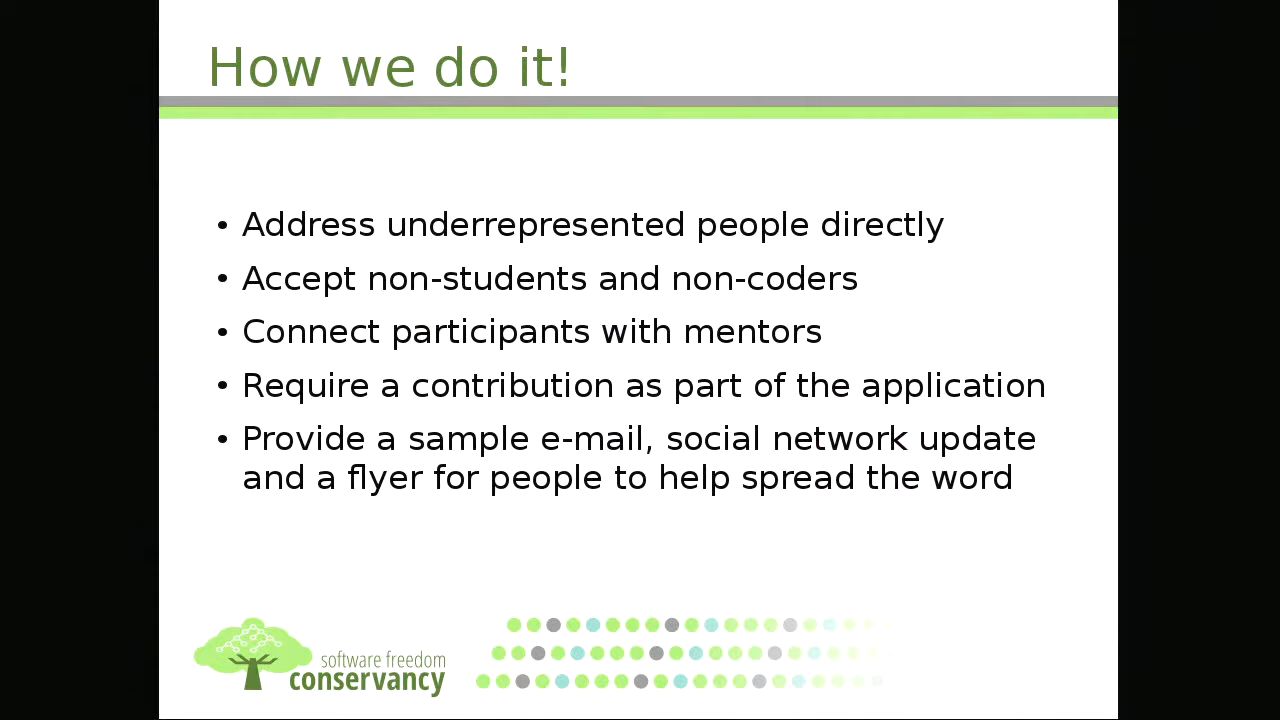 How we do it!
• Address underrepresented people directly
• Accept non-students and non-coders
• Connect participants with mentors
• Require a contribution as part of the application
• Provide a sample e-mail, social network update
and a flyer for people to help spread the word
software freedom
conservancy